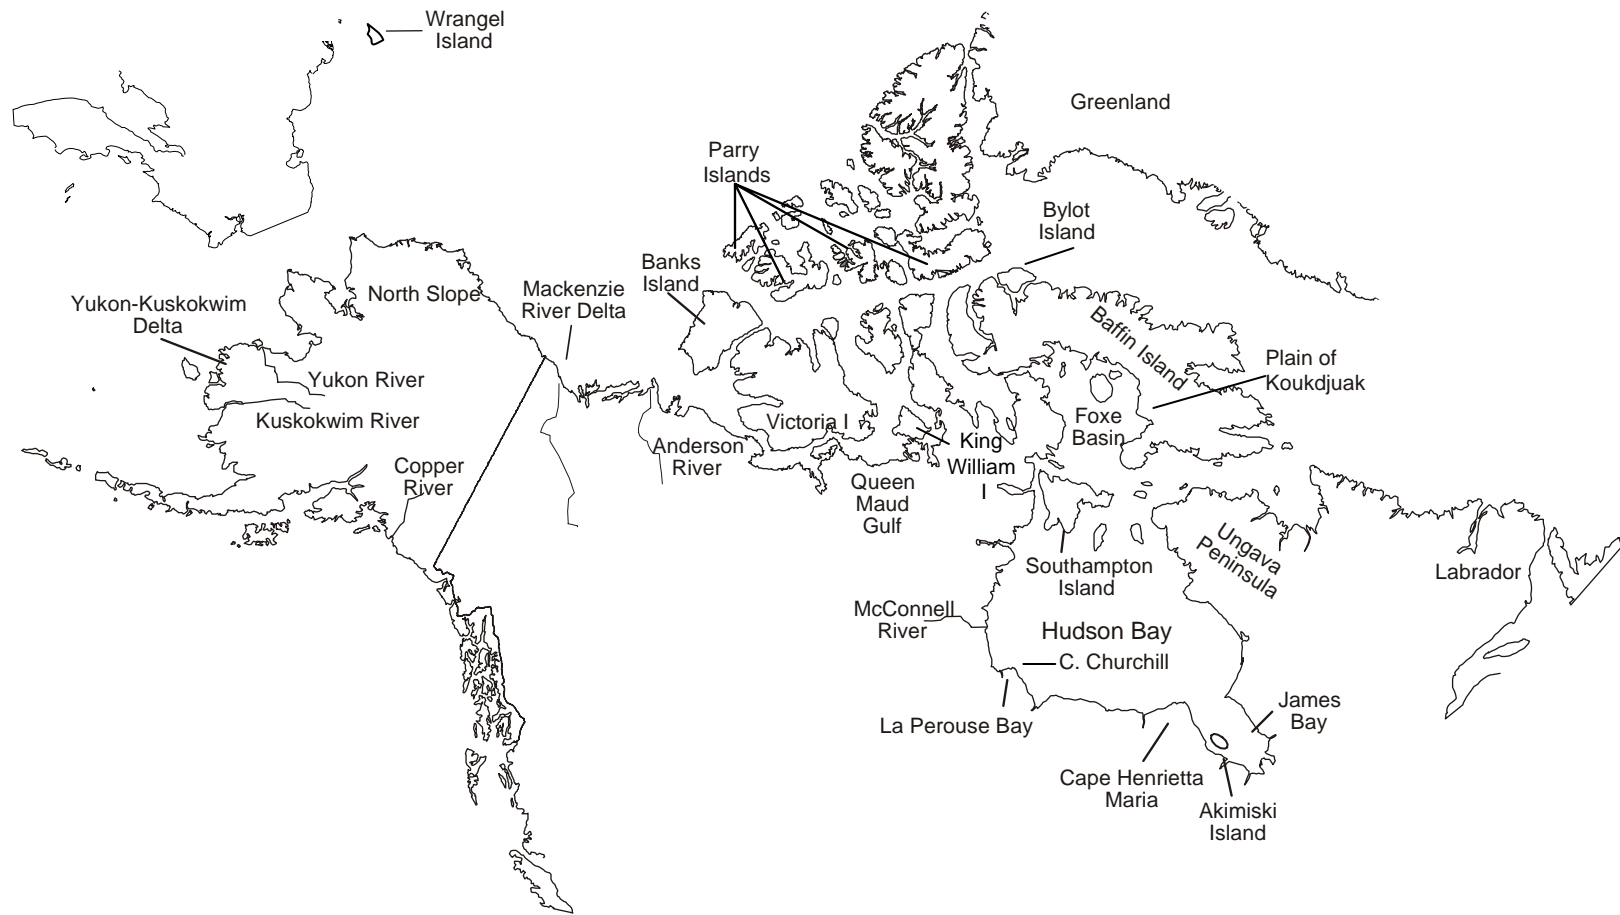 Wrangel
Island
Greenland
Parry
Islands
Bylot
Island
Banks
Island
Mackenzie
River Delta
North Slope
Yukon-Kuskokwim
Delta
Baffin Island
Plain of
Koukdjuak
Yukon River
Kuskokwim River
Victoria I
Foxe
Basin
Anderson
River
King
William
I
Copper
River
Queen
Maud
Gulf
Ungava
Peninsula
Southampton
Island
Labrador
McConnell
River
Hudson Bay
C. Churchill
La Perouse Bay
James
Bay
Cape Henrietta
Maria
Akimiski
Island